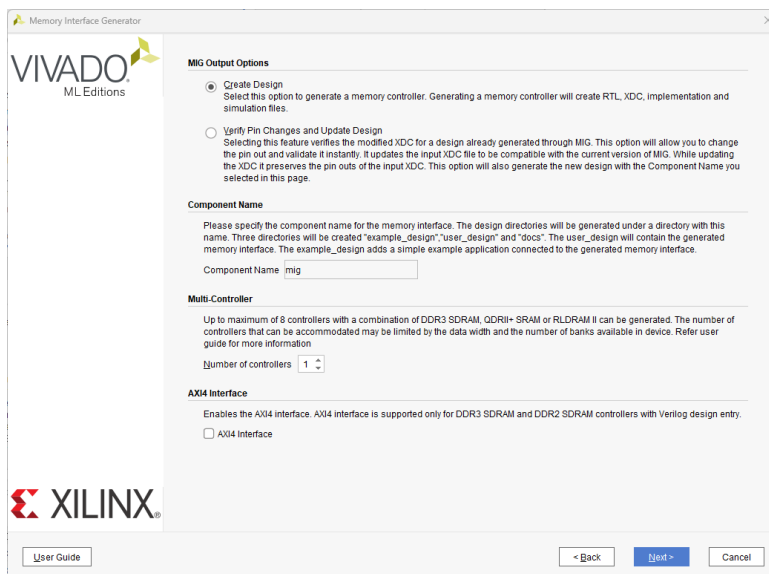 Memory Interface Generator
VIVADO
ML Editions
MIG Output Options
Create Design
Select this option to generate a memory controller. Generating a memory controller will create RTL, XDC, implementation and
simulation files.
Verify Pin Changes and Update Design
Selecting this feature verifies the modified XDC for a design already generated through MIG. This option will allow you to change
the pin out and validate it instantly. It updates the input XDC file to be compatible with the current version of MIG. While updating
the XDC it preserves the pin outs of the input XDC. This option will also generate the new design with the Component Name you
selected in this page.
Component Name
Please specify the component name for the memory interface. The design directories will be generated under a directory with this
name. Three directories will be created "example_design","user_design" and "docs". The user_design will contain the generated
memory interface. The example_design adds a simple example application connected to the generated memory interface.
Component Name mig
Multi-Controller
Up to maximum of 8 controllers with a combination of DDR3 SDRAM, QDRII+ SRAM or RLDRAM II can be generated. The number of
controllers that can be accommodated may be limited by the data width and the number of banks available in device. Refer user
guide for more information
Number of controllers 1
AXI4 Interface
Enables the AXI4 interface. AXI4 interface is supported only for DDR3 SDRAM and DDR2 SDRAM controllers with Verilog design entry.
AXI4 Interface
XILINX
User Guide
< Back
Next >
Cancel